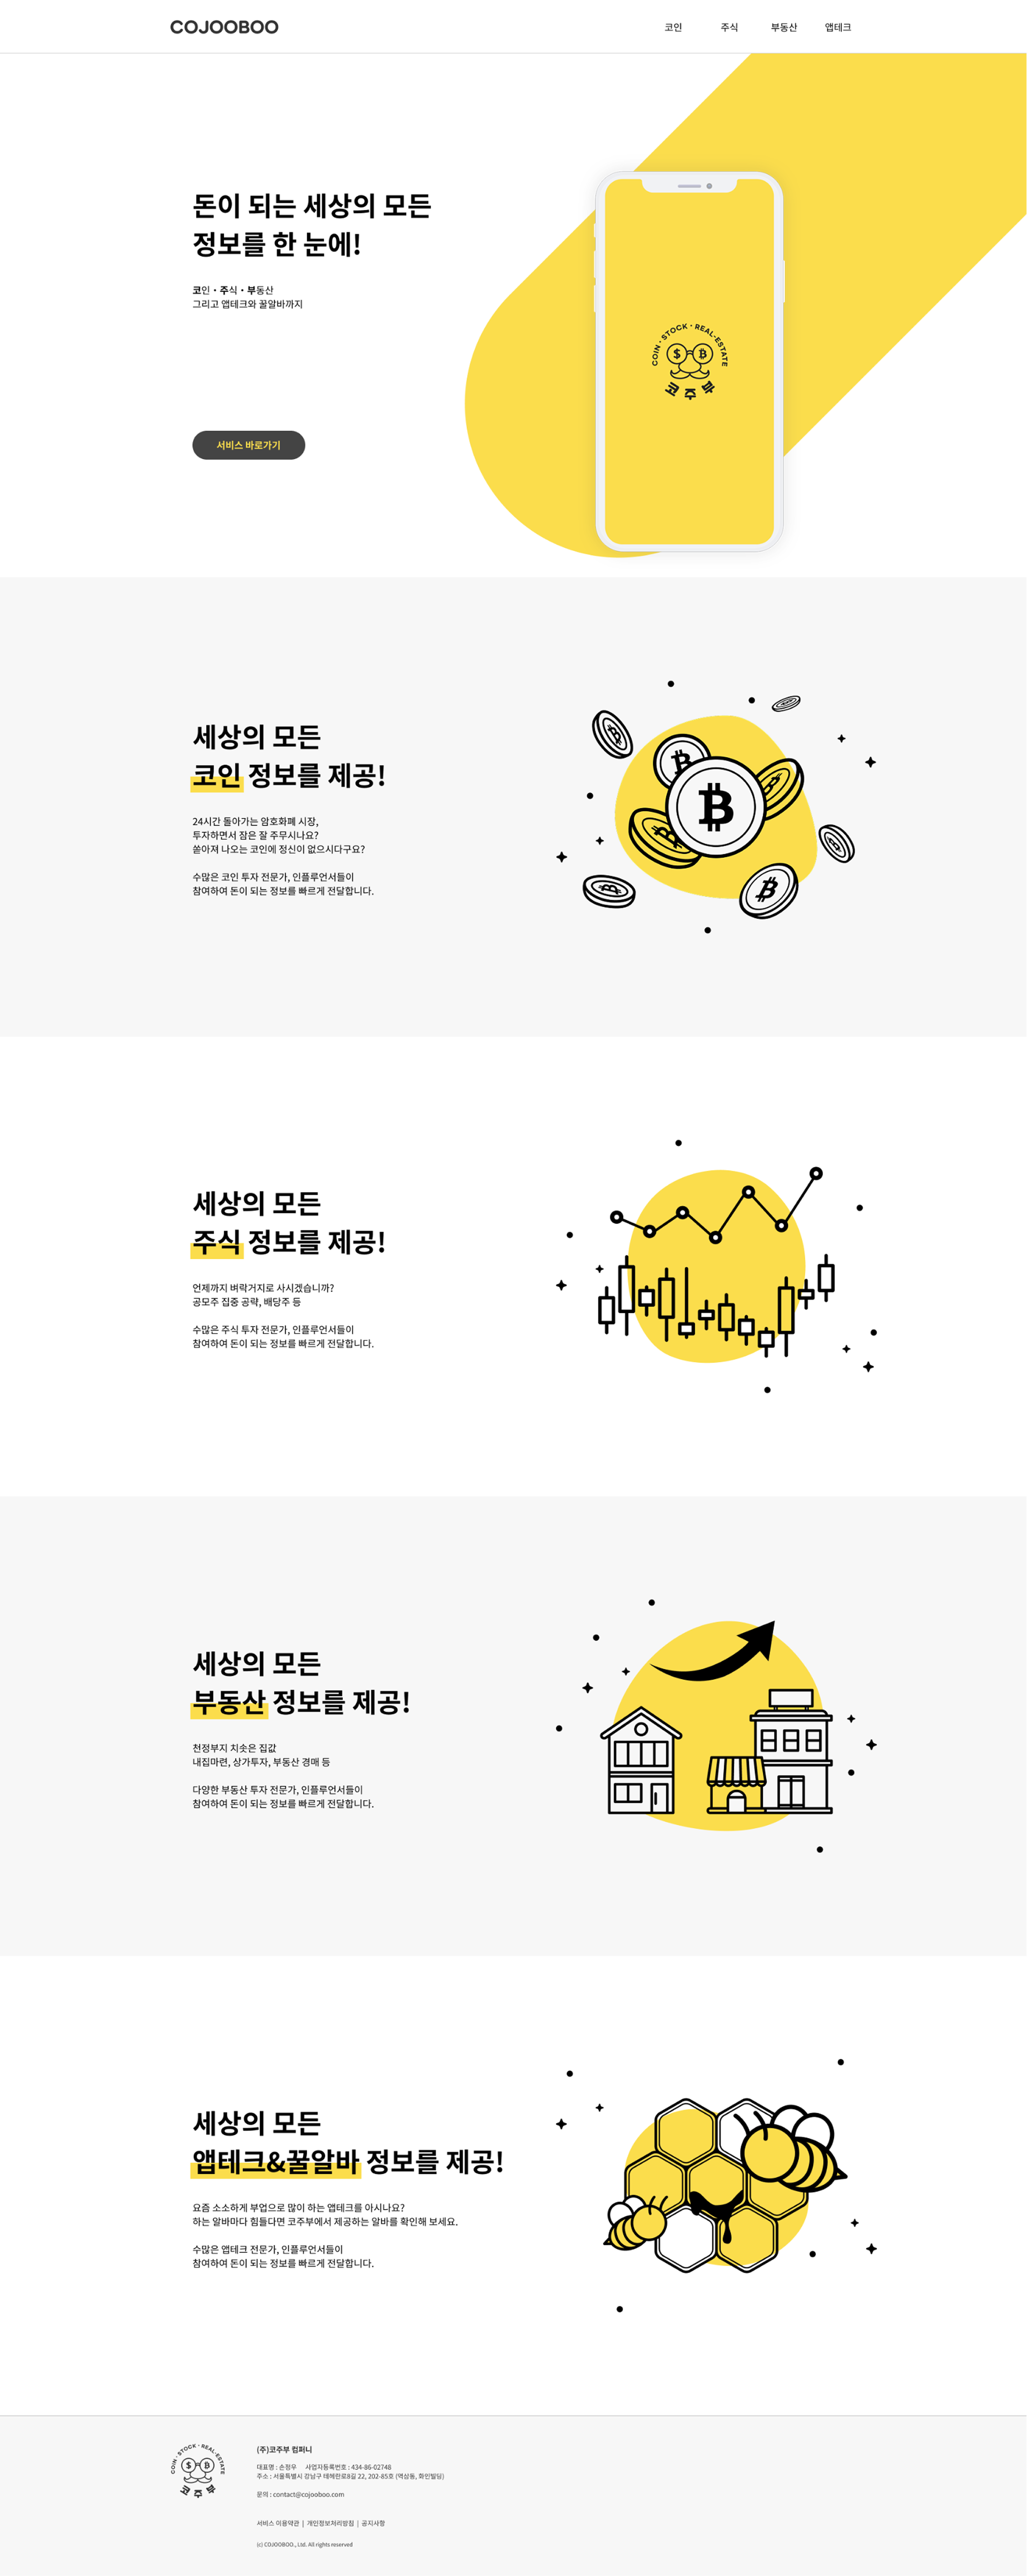 COJOOBOO
코인 주식 부동산 앱테크
돈이 되는 세상의 모든
정보를 한 눈에!
코인・주식・부동산
그리고 앱테크와 꿀알바까지
COIN・STOCK・REAL-ESTATE
코주부
서비스 바로가기
세상의 모든
코인 정보를 제공!
24시간 돌아가는 암호화폐 시장,
투자하면서 잠은 잘 주무시나요?
쏟아져 나오는 코인에 정신이 없으시다구요?
수많은 코인 투자 전문가, 인플루언서들이
참여하여 돈이 되는 정보를 빠르게 전달합니다.
세상의 모든
주식 정보를 제공!
언제까지 벼락거지로 사시겠습니까?
공모주 집중 공략, 배당주 등
수많은 주식 투자 전문가, 인플루언서들이
참여하여 돈이 되는 정보를 빠르게 전달합니다.
세상의 모든
부동산 정보를 제공!
천정부지 치솟은 집값
내집마련, 상가투자, 부동산 경매 등
다양한 부동산 투자 전문가, 인플루언서들이
참여하여 돈이 되는 정보를 빠르게 전달합니다.
세상의 모든
앱테크&꿀알바 정보를 제공!
요즘 소소하게 부업으로 많이 하는 앱테크를 아시나요?
하는 알바마다 힘들다면 코주부에서 제공하는 알바를 확인해 보세요.
수많은 앱테크 전문가, 인플루언서들이
참여하여 돈이 되는 정보를 빠르게 전달합니다.
COIN・STOCK・REAL-ESTATE
코주부
(주)코주부 컴퍼니
대표명 : 손정우 사업자등록번호 : 434-86-02748
주소 : 서울특별시 강남구 테헤란로8길 22, 202-85호 (역삼동, 화인빌딩)
문의 : contact@cojooboo.com
서비스 이용약관 | 개인정보처리방침 | 공지사항
(c) COJOOBOO., Ltd. All rights reserved